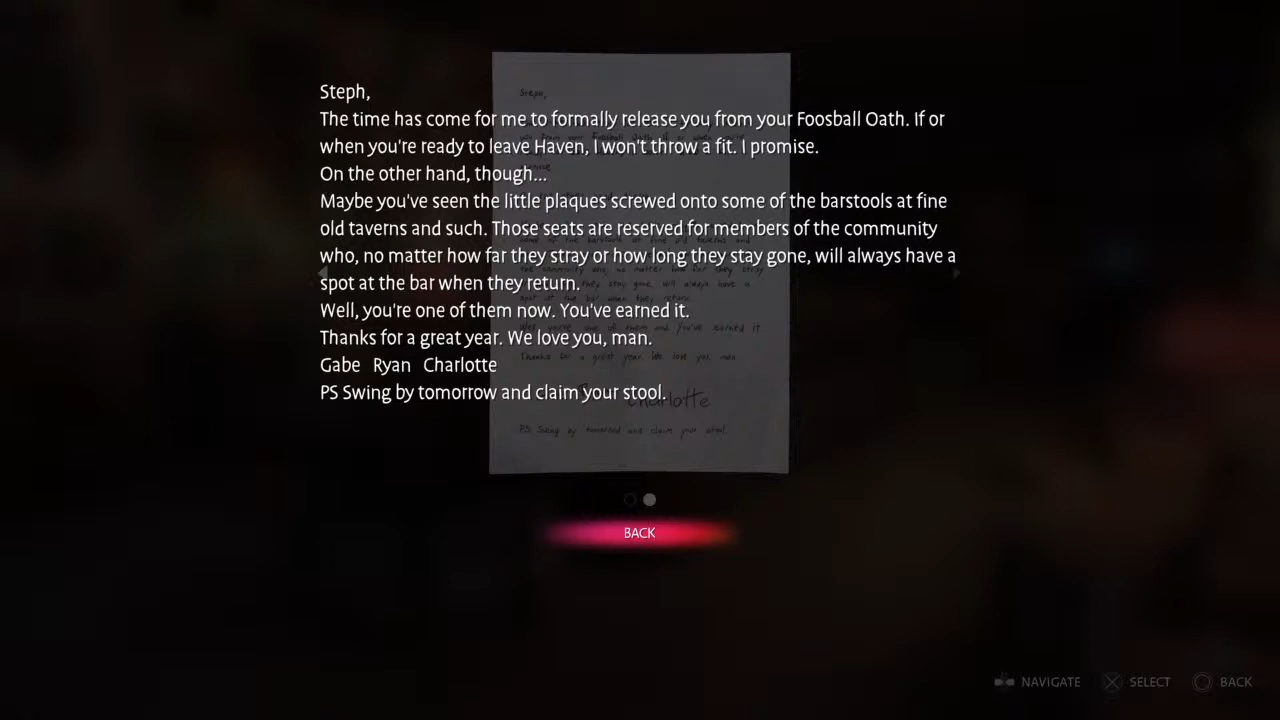 Steph,
The time has come for me to formally release you from your Foosball Oath. If or
when you're ready to leave Haven, I won't throw a fit. I promise.
On the other hand, though...
Maybe you've seen the little plaques screwed onto some of the barstools at fine
old taverns and such. Those seats are reserved for members of the community
who, no matter how far they stray or how long they stay gone, will always have a
spot at the bar when they return.
Well, you're one of them now. You've earned it.
Thanks for a great year. We love you, man.
Gabe Ryan Charlotte
PS Swing by tomorrow and claim your stool.
BACK
NAVIGATE SELECT BACK